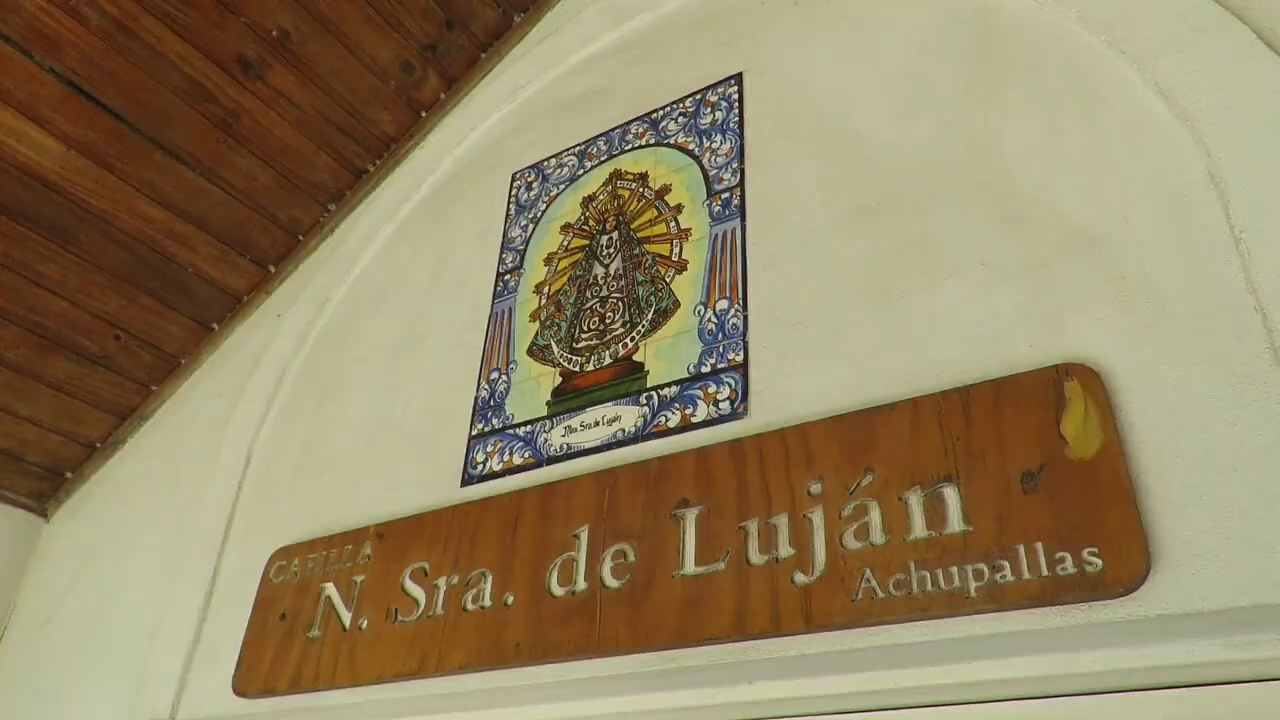 Ntra. Sra. de Luján
CAPILLA
N. Sra. de Luján
Achupallas